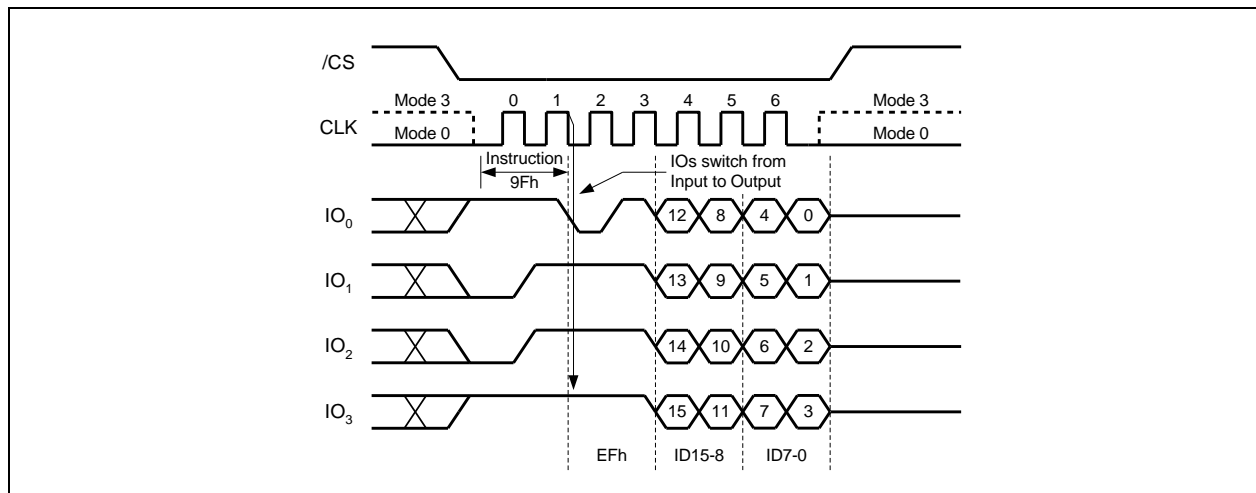 /CS
0 1 2 3 4 5 6
Mode 3 Mode 3
CLK
Mode 0 Mode 0
Instruction
9Fh
IOs switch from
Input to Output
IO0 12 8 4 0
IO1 13 9 5 1
IO2 14 10 6 2
IO3 15 11 7 3
EFh ID15-8 ID7-0